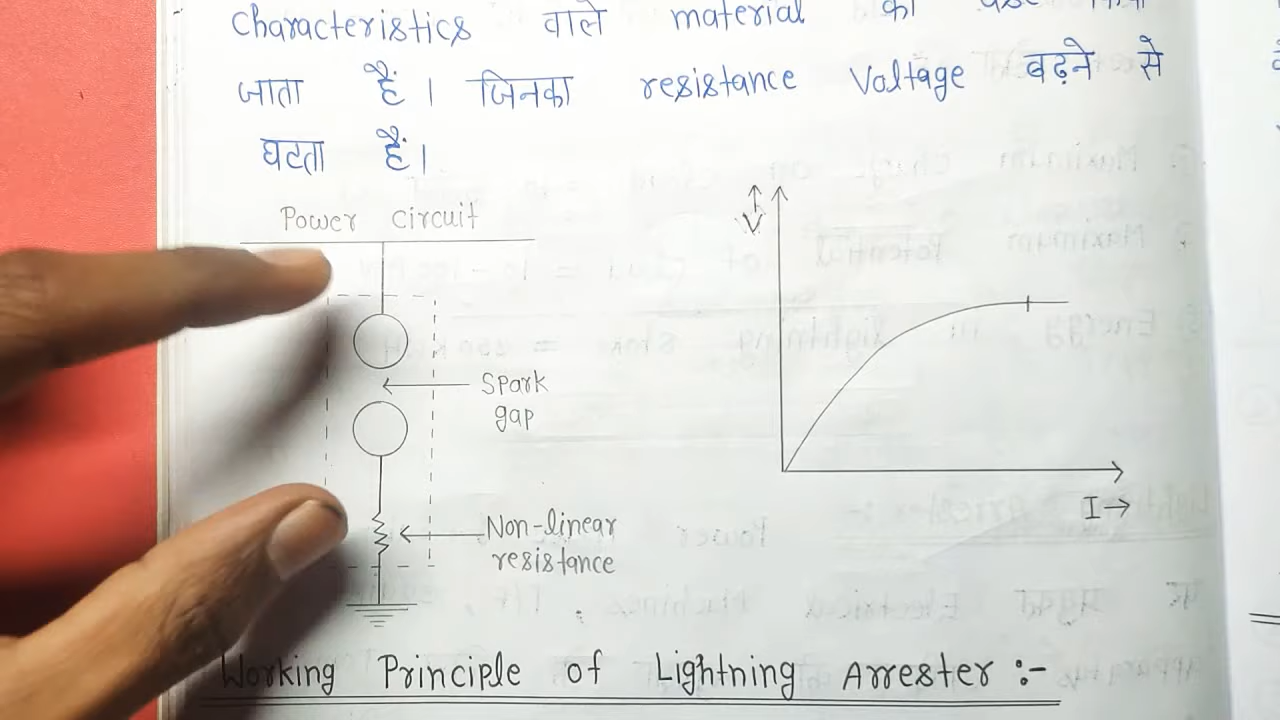 characteristics वाले material का
जाता हैं। जिनका resistance Voltage बढ़ने से
घटता हैं।
Power circuit
V
Spark
gap
I→
Non-linear
resistance
Working Principle of Lightning Arrester :-